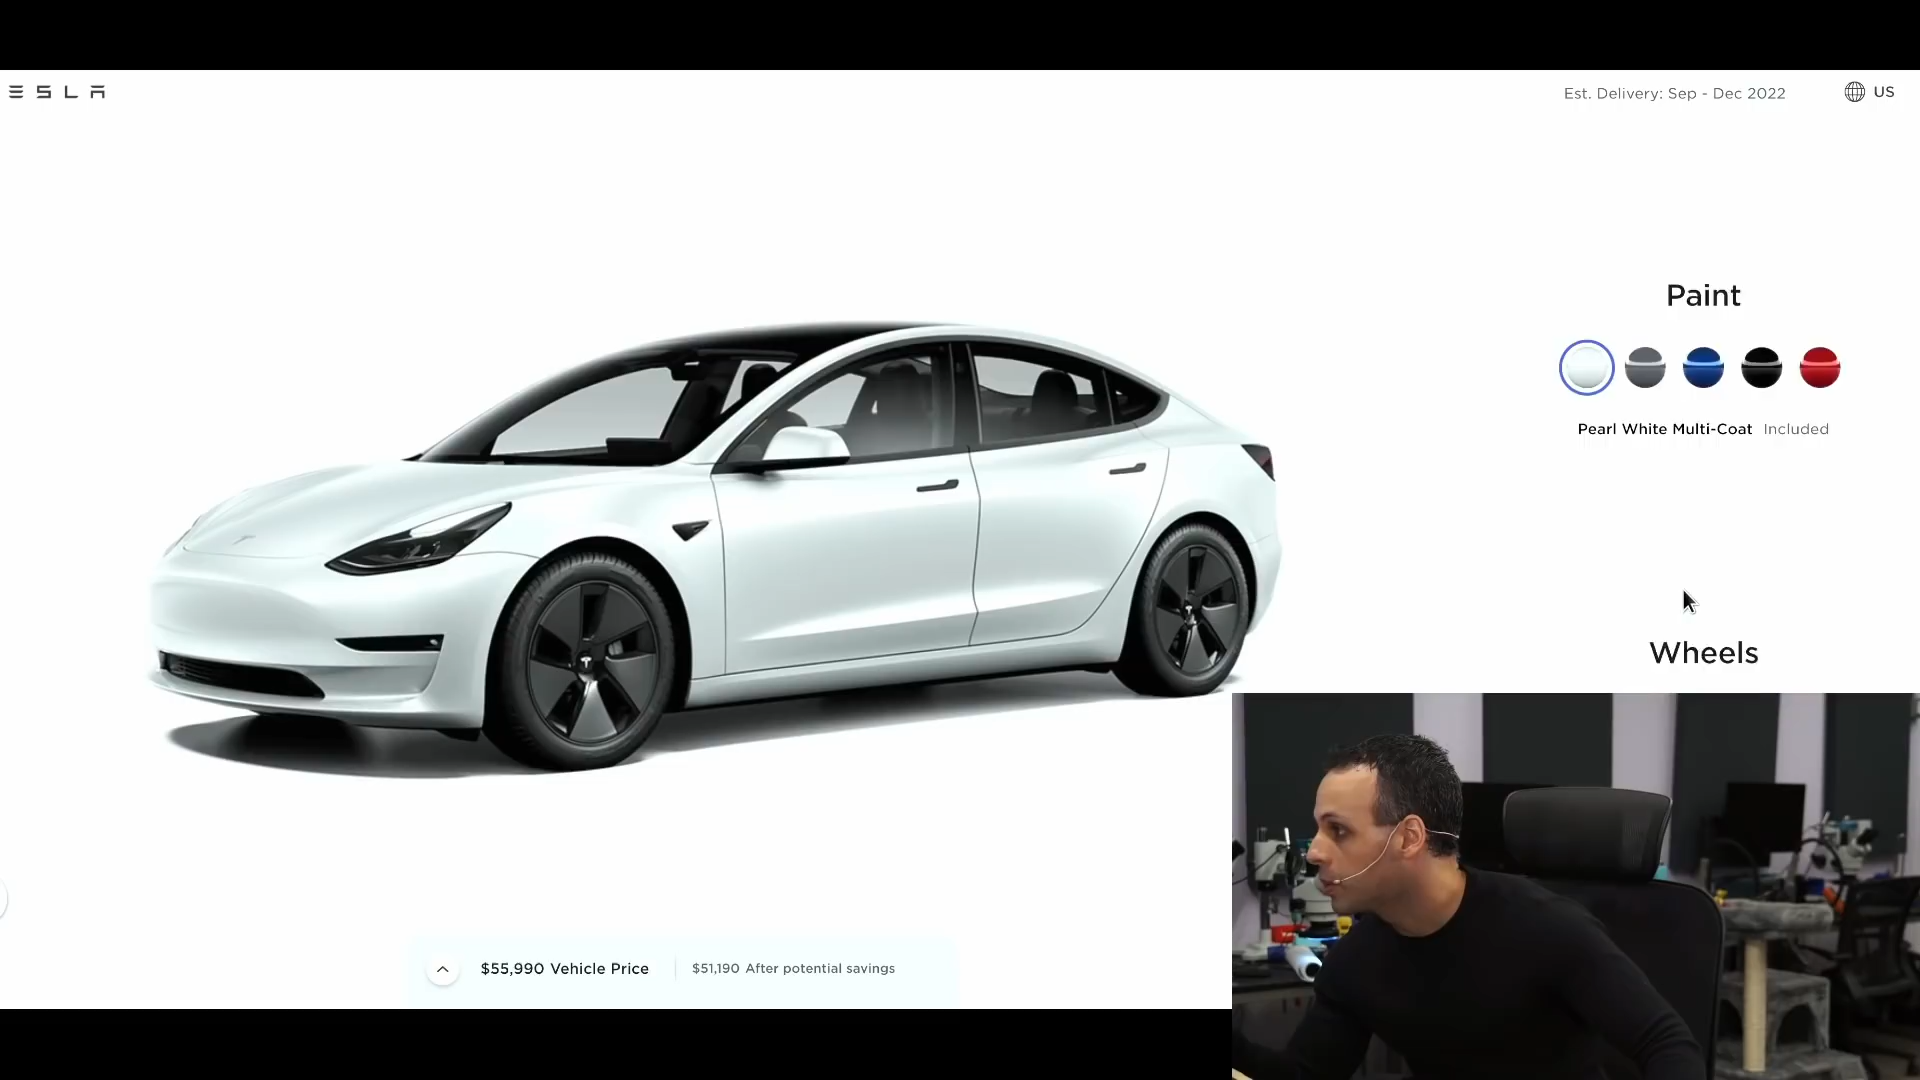 ESLA
Est. Delivery: Sep - Dec 2022
US
Paint
Pearl White Multi-Coat Included
Wheels
$55,990 Vehicle Price
$51,190 After potential savings